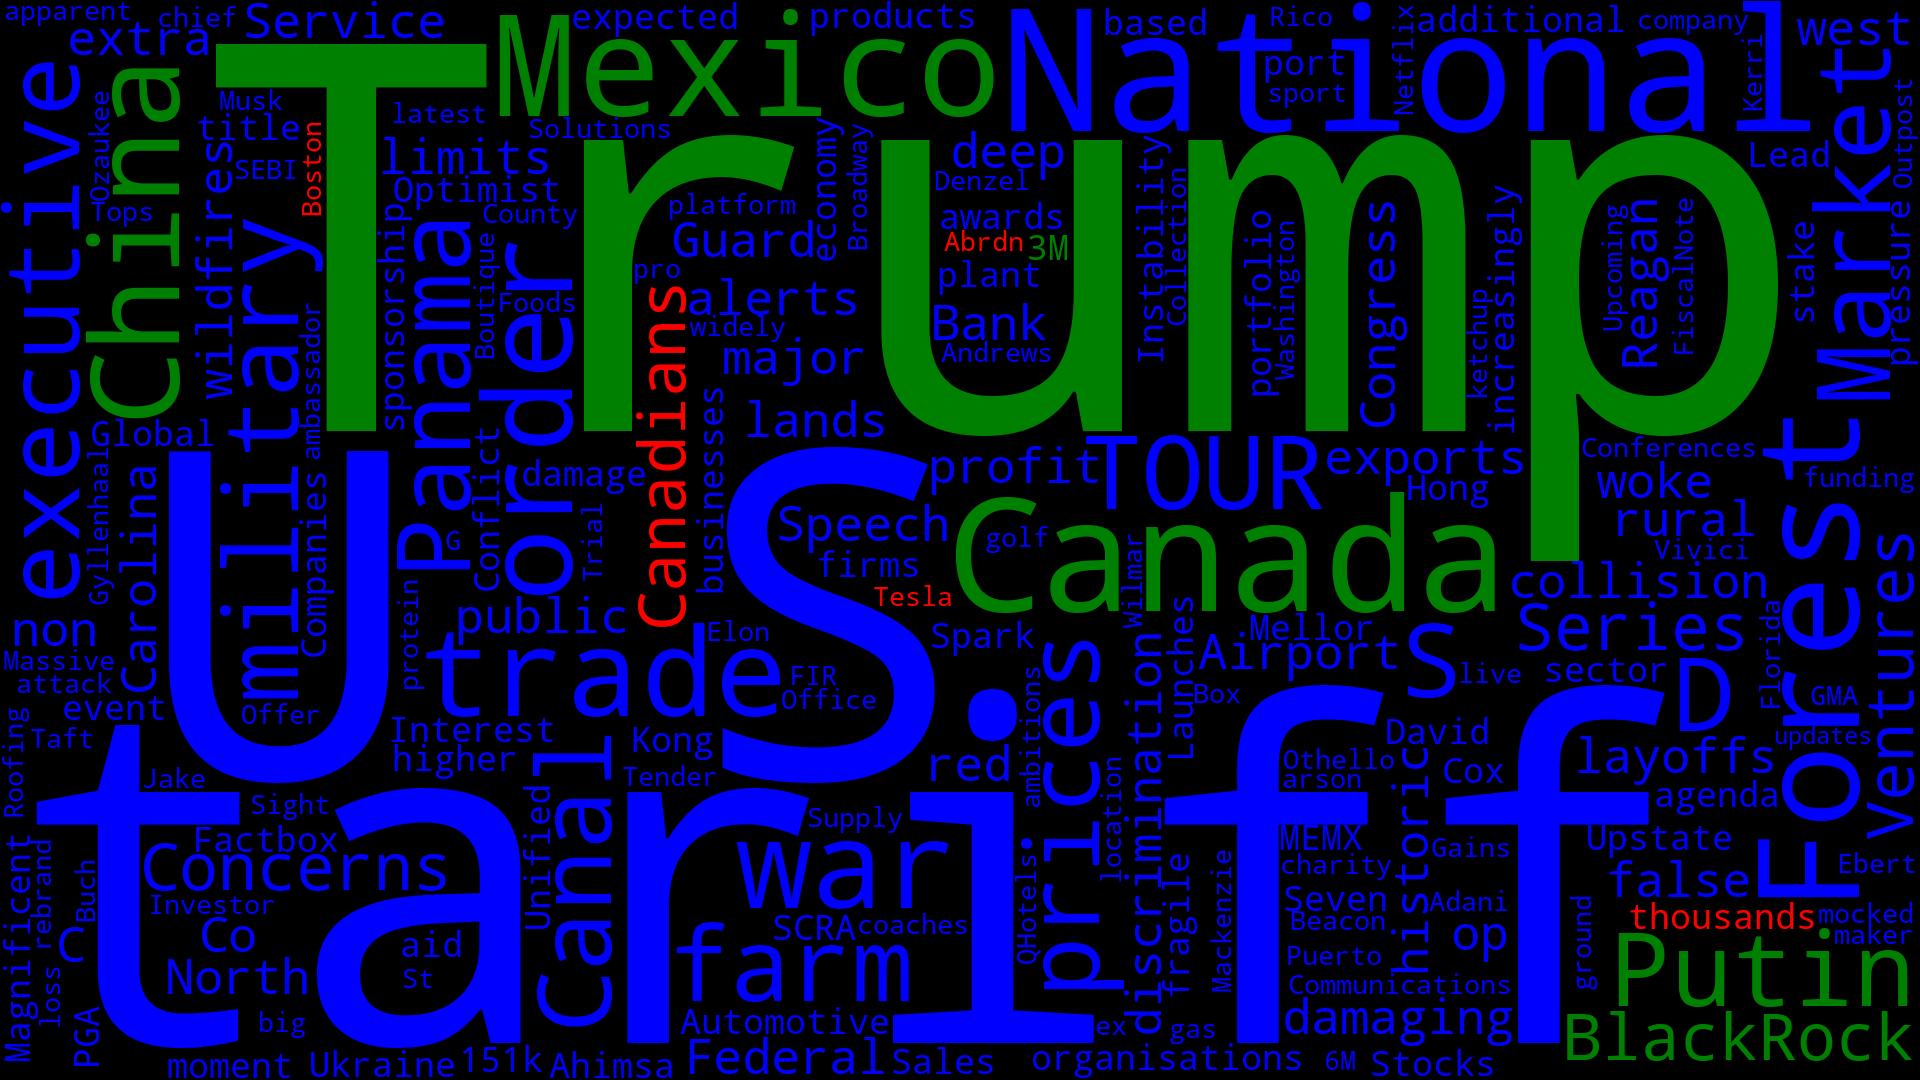 apparent
chief
Service
expected
products
National
based
Rico
Netflix
additional
company
west
extra
Mexico
port
sport
Kerri
Market
executive
China
Ozaukee
Musk
title
SEBI
Boston
Trump
latest
Solutions
limits
Optimist
County
economy
Broadway
deep
Denzel
awards
Abrdn
3M
plant
Bank
Andrews
Instability
Collection
portfolio
Washington
Congress
ketchup
increasingly
Upcoming
Reagan
FiscalNote
Lead
stake
pressure
Outpost
Tops
wildfires
military
ambassador
sponsorship
Panama
Boutique
order
Foods
platform
Guard
pro
Canadians
alerts
widely
major
businesses
lands
Global
Gyllenhaal
Carolina
Companies
U.S.
G
Conflict
damage
Trial
Speech
firms
Tesla
profit
TOUR
exports
Hong
Canada
golf
Wilmar
Conferences
woke
funding
rural
Vivici
collision
Forest
Ventures
non
Massive
attack
event
protein
public
trade
Elon
FIR
Office
Spark
prices
discrimination
Launches
Airport
Mellor
S
live
Series
sector
D
Florida
GMA
updates
Roofing
Taft
Offer
Interest
higher
Kong
Tender
red
ambitions
location
Box
David
Othello
arson
Cox
layoffs
agenda
tariff
Jake
Sight
Factbox
Concerns
Investor
Unified
Canal
Supply
war
SCRA
coaches
QHotels
fragile
Mackenzie
MEMX
charity
Seven
Beacon
historic
Gains
Adani
Upstate
false
Ebert
thousands
mocked
maker
Magnificent
rebrand
Buch
C
Co
loss
North
aid
St
farm
Puerto
Communications
op
ground
Putin
PGA
big
Automotive
ex
gas
damaging
BlackRock
moment
Ukraine
151k
Ahimsa
Federal
Sales
organisations
6M
Stocks